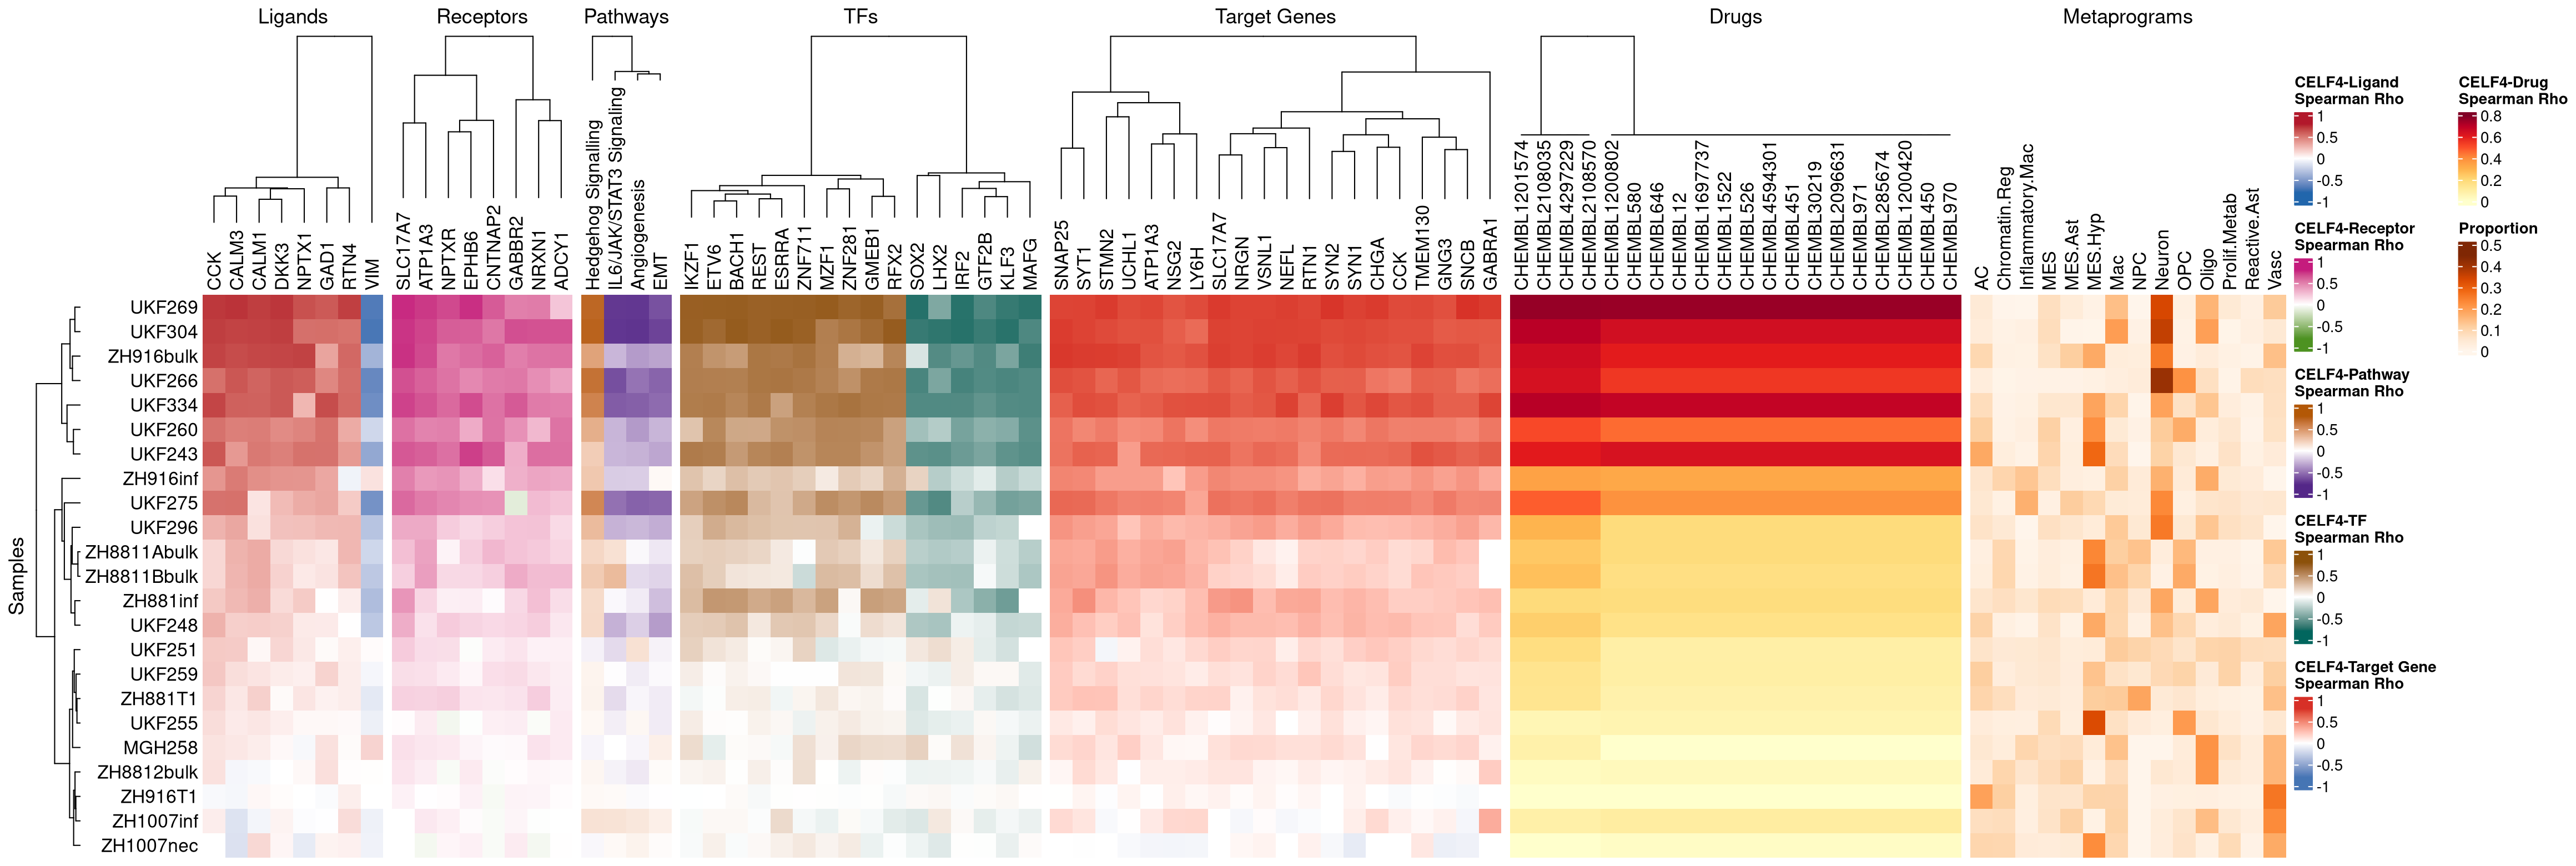 Ligands
Receptors
Pathways
TFs
Target Genes
Drugs
Metaprograms
CCK
CALM3
CALM1
DKK3
NPTX1
GAD1
RTN4
VIM
SLC17A7
ATP1A3
NPTXR
EPHB6
CNTNAP2
GABBR2
NRXN1
ADCY1
Hedgehog Signalling
IL6/JAK/STAT3 Signaling
Angiogenesis
EMT
IKZF1
ETV6
BACH1
REST
ESRRA
ZNF711
MZF1
ZNF281
GMEB1
RFX2
SOX2
LHX2
IRF2
GTF2B
KLF3
MAFG
SNAP25
SYT1
STMN2
UCHL1
ATP1A3
NSG2
LY6H
SLC17A7
NRGN
VSNL1
NEFL
RTN1
SYN2
SYN1
CHGA
CCK
TMEM130
GNG3
SNCB
GABRA1
CHEMBL1201574
CHEMBL2108035
CHEMBL4297229
CHEMBL2108570
CHEMBL1200802
CHEMBL580
CHEMBL646
CHEMBL12
CHEMBL1697737
CHEMBL1522
CHEMBL526
CHEMBL4594301
CHEMBL451
CHEMBL30219
CHEMBL2096631
CHEMBL971
CHEMBL285674
CHEMBL1200420
CHEMBL450
CHEMBL970
AC
Chromatin.Reg
Inflammatory.Mac
MES
MES.Ast
MES.Hyp
Mac
NPC
Neuron
OPC
Oligo
Prolif.Metab
Reactive.Ast
Vasc
Samples
UKF269
UKF304
ZH916bulk
UKF266
UKF334
UKF260
UKF243
ZH916inf
UKF275
UKF296
ZH8811Abulk
ZH8811Bbulk
ZH881inf
UKF248
UKF251
UKF259
ZH881T1
UKF255
MGH258
ZH8812bulk
ZH916T1
ZH1007inf
ZH1007nec
CELF4-Ligand
Spearman Rho
1
0.5
0
-0.5
-1
CELF4-Receptor
Spearman Rho
1
0.5
0
-0.5
-1
CELF4-Pathway
Spearman Rho
1
0.5
0
-0.5
-1
CELF4-TF
Spearman Rho
1
0.5
0
-0.5
-1
CELF4-Target Gene
Spearman Rho
1
0.5
0
-0.5
-1
CELF4-Drug
Spearman Rho
0.8
0.6
0.4
0.2
0
Proportion
0.5
0.4
0.3
0.2
0.1
0